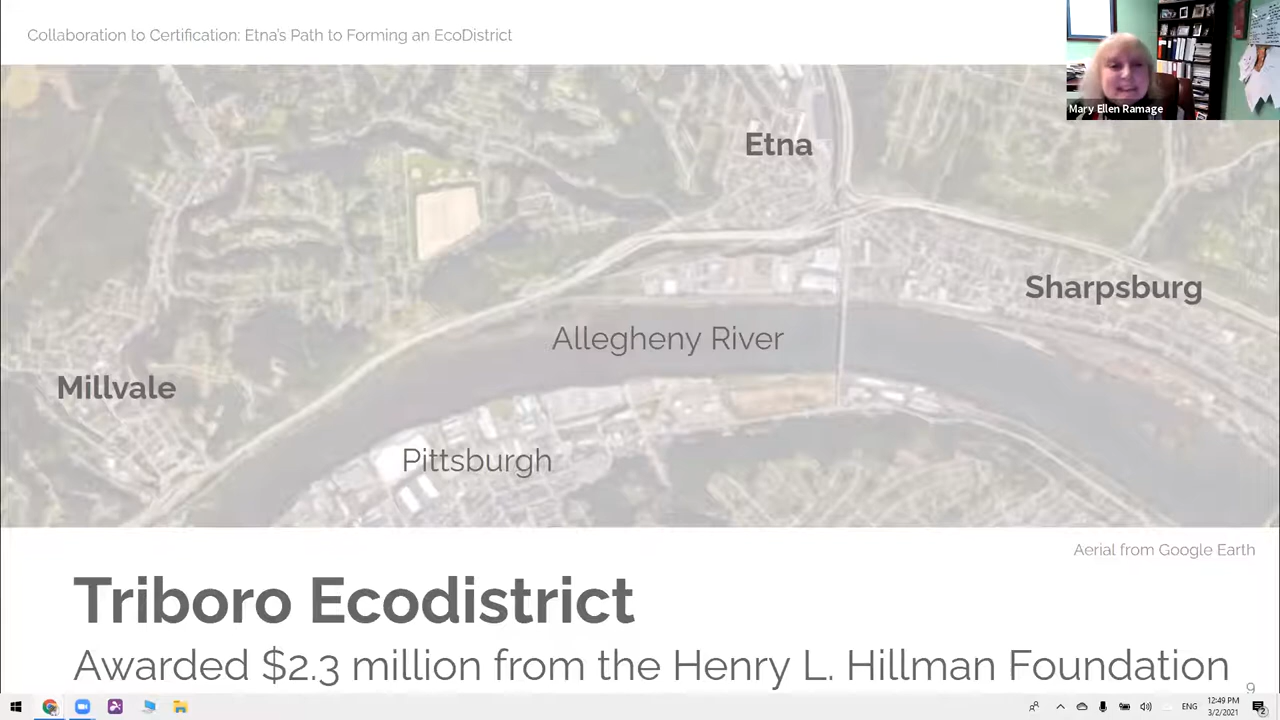 Collaboration to Certification: Etna's Path to Forming an EcoDistrict
Mary Ellen Ramage
Etna
Sharpsburg
Allegheny River
Millvale
Pittsburgh
Aerial from Google Earth
Triboro Ecodistrict
Awarded $2.3 million from the Henry L. Hillman Foundation
9
ENG
12:49 PM
3/2/2021
2